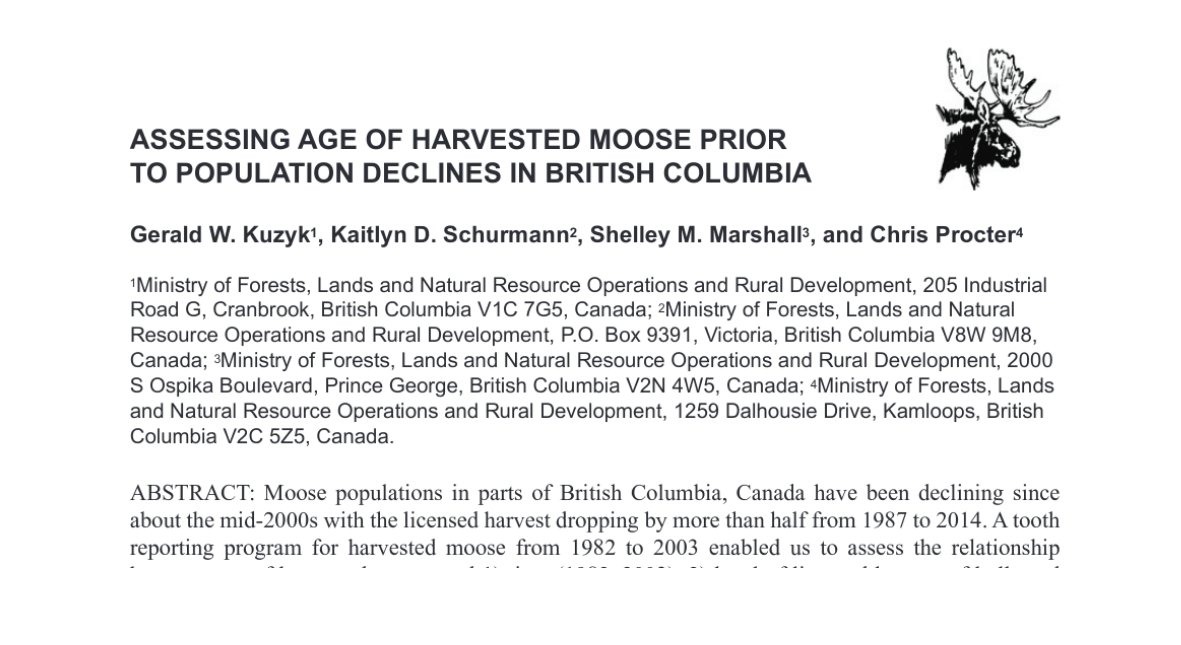 ASSESSING AGE OF HARVESTED MOOSE PRIOR
TO POPULATION DECLINES IN BRITISH COLUMBIA
Gerald W. Kuzyk¹, Kaitlyn D. Schurmann², Shelley M. Marshall³, and Chris Procter⁴
¹Ministry of Forests, Lands and Natural Resource Operations and Rural Development, 205 Industrial
Road G, Cranbrook, British Columbia V1C 7G5, Canada; ²Ministry of Forests, Lands and Natural
Resource Operations and Rural Development, P.O. Box 9391, Victoria, British Columbia V8W 9M8,
Canada; ³Ministry of Forests, Lands and Natural Resource Operations and Rural Development, 2000
S Ospika Boulevard, Prince George, British Columbia V2N 4W5, Canada; ⁴Ministry of Forests, Lands
and Natural Resource Operations and Rural Development, 1259 Dalhousie Drive, Kamloops, British
Columbia V2C 5Z5, Canada.
ABSTRACT: Moose populations in parts of British Columbia, Canada have been declining since
about the mid-2000s with the licensed harvest dropping by more than half from 1987 to 2014. A tooth
reporting program for harvested moose from 1982 to 2003 enabled us to assess the relationship